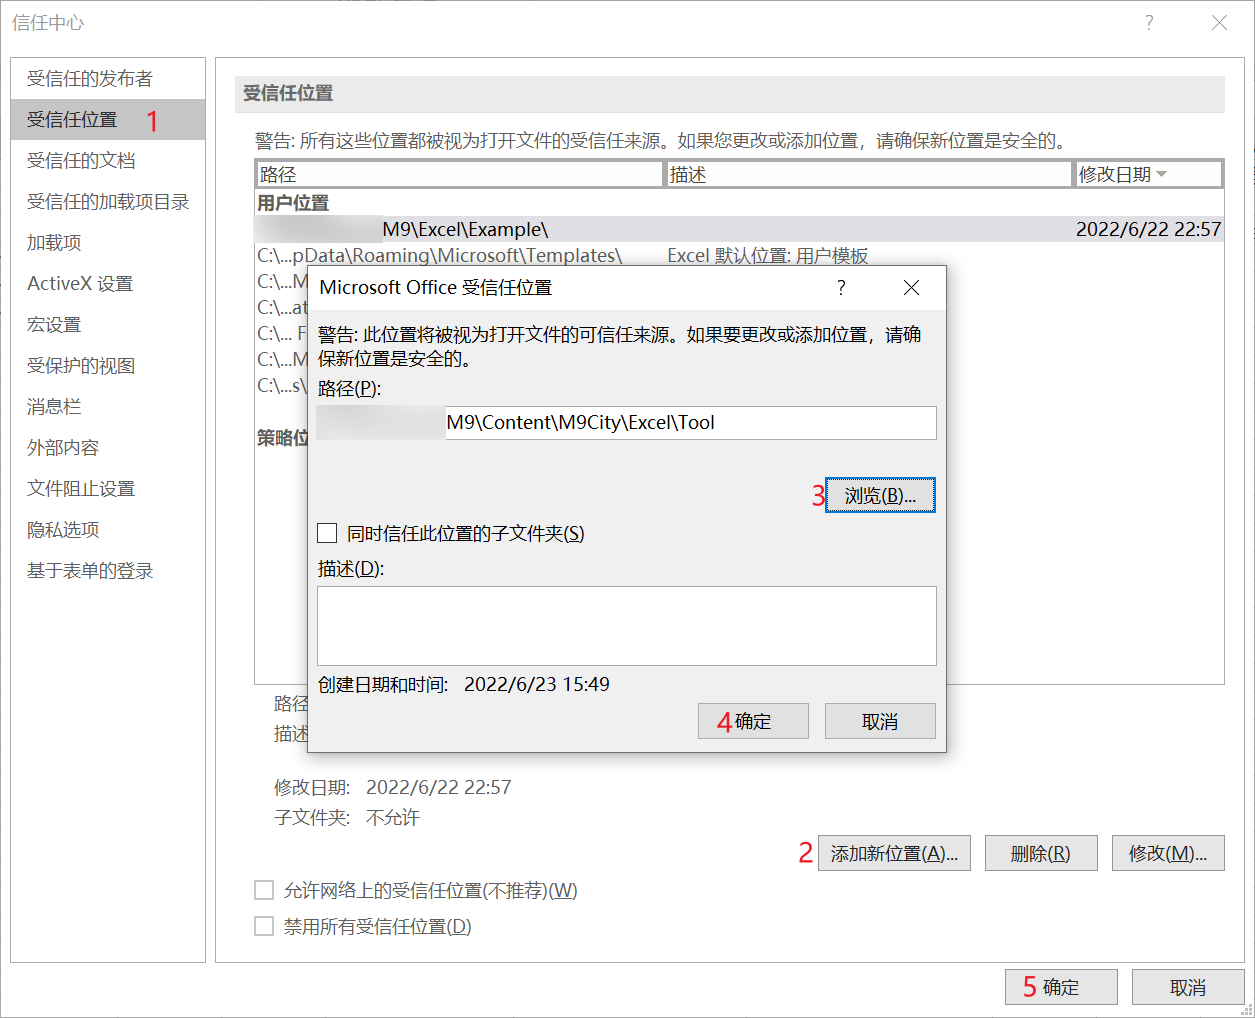 信任中心
?
受信任的发布者
受信任位置 1
受信任的文档
受信任的加载项目录
加载项
ActiveX 设置
宏设置
受保护的视图
消息栏
外部内容
文件阻止设置
隐私选项
基于表单的登录
受信任位置
警告: 所有这些位置都被视为打开文件的受信任来源。如果您更改或添加位置，请确保新位置是安全的。
路径 描述 修改日期
用户位置
M9\Excel\Example\ 2022/6/22 22:57
C:\...pData\Roaming\Microsoft\Templates\ Excel 默认位置: 用户模板
C:\...M
C:\...at
C:\... F
C:\...M
C:\...s\
策略位
Microsoft Office 受信任位置 ?
警告: 此位置将被视为打开文件的可信任来源。如果要更改或添加位置，请确
保新位置是安全的。
路径(P):
M9\Content\M9City\Excel\Tool
3 浏览(B)...
同时信任此位置的子文件夹(S)
描述(D):
创建日期和时间: 2022/6/23 15:49
4 确定 取消
路径
描述
修改日期: 2022/6/22 22:57
子文件夹: 不允许
2 添加新位置(A)... 删除(R) 修改(M)...
允许网络上的受信任位置(不推荐)(W)
禁用所有受信任位置(D)
5 确定 取消